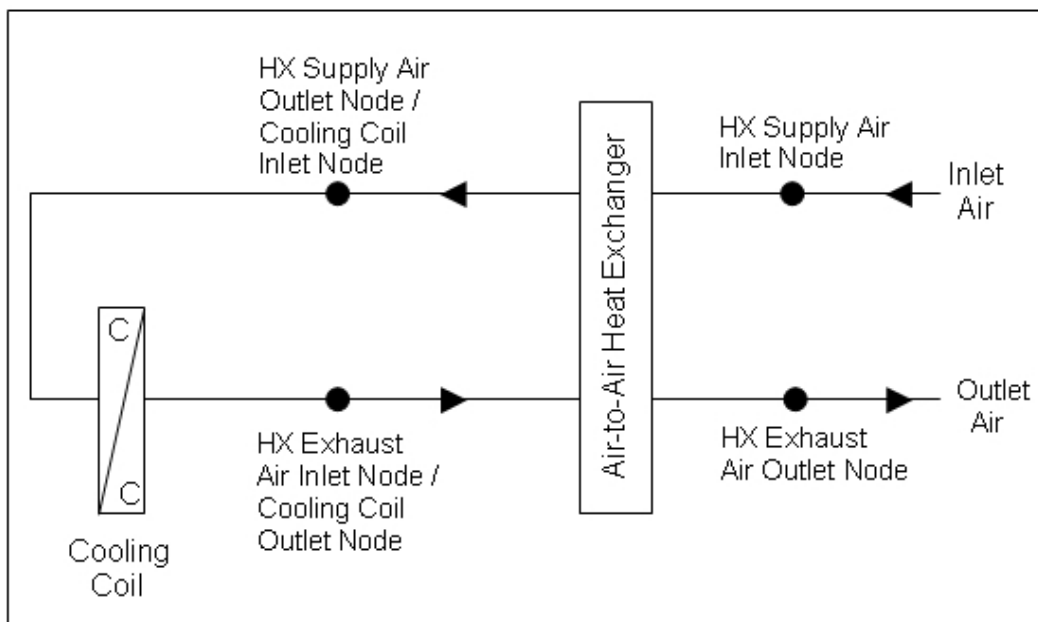 HX Supply Air
Outlet Node /
Cooling Coil
Inlet Node
Air-to-Air Heat Exchanger
HX Supply Air
Inlet Node
Inlet
Air
C
C
Cooling
Coil
HX Exhaust
Air Inlet Node /
Cooling Coil
Outlet Node
HX Exhaust
Air Outlet Node
Outlet
Air